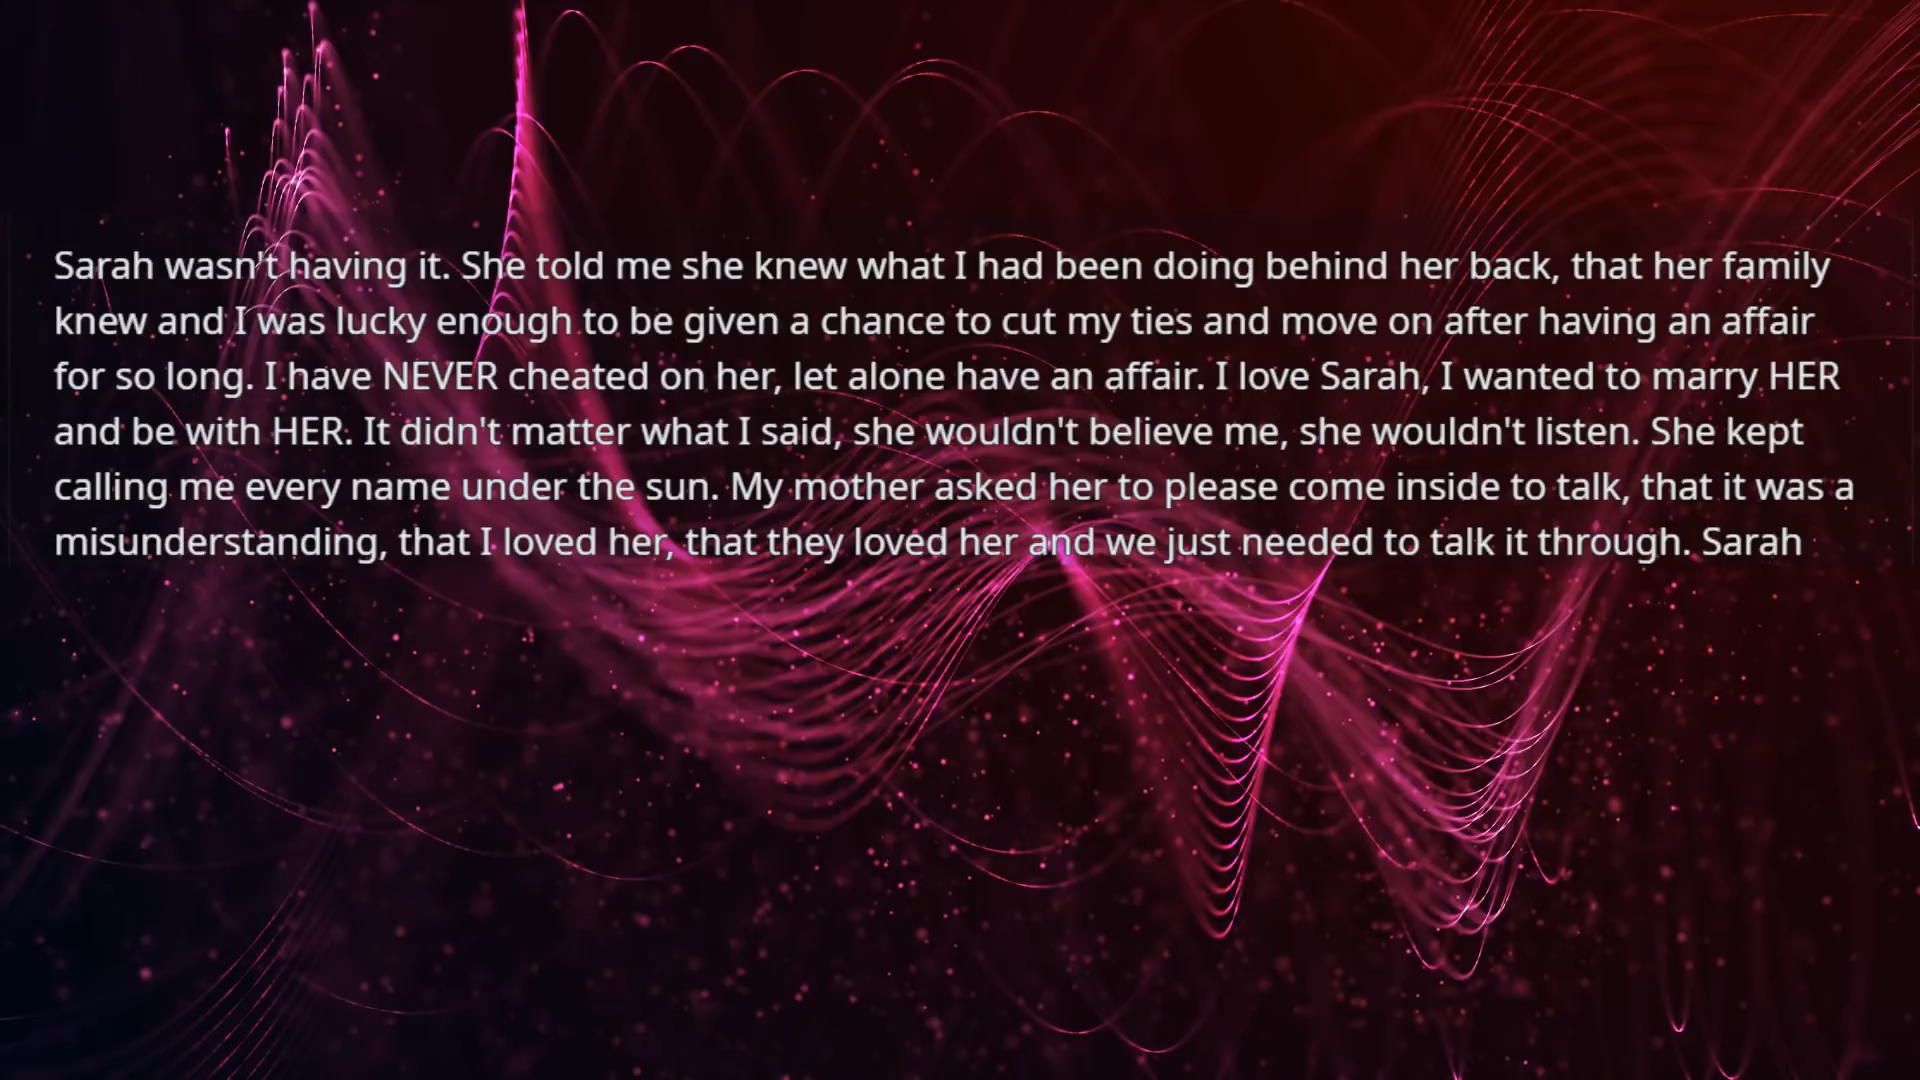 Sarah wasn't having it. She told me she knew what I had been doing behind her back, that her family
knew and I was lucky enough to be given a chance to cut my ties and move on after having an affair
for so long. I have NEVER cheated on her, let alone have an affair. I love Sarah, I wanted to marry HER
and be with HER. It didn't matter what I said, she wouldn't believe me, she wouldn't listen. She kept
calling me every name under the sun. My mother asked her to please come inside to talk, that it was a
misunderstanding, that I loved her, that they loved her and we just needed to talk it through. Sarah